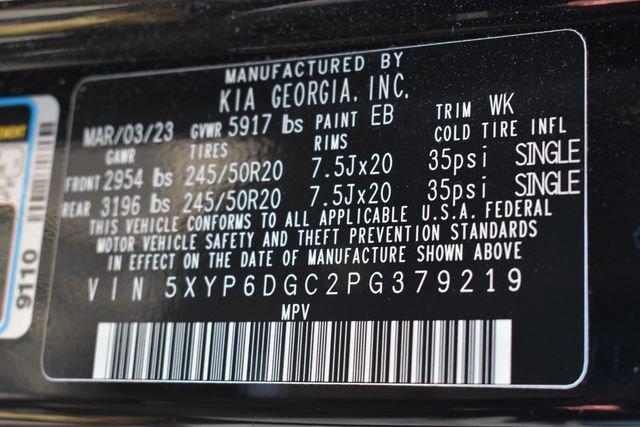 MANUFACTURED BY
KIA GEORGIA, INC.
MAR/03/23 GVWR 5917 lbs PAINT EB TRIM WK
GAWR TIRES RIMS COLD TIRE INFL
FRONT 2954 lbs 245/50R20 7.5Jx20 35psi SINGLE
REAR 3196 lbs 245/50R20 7.5Jx20 35psi SINGLE
THIS VEHICLE CONFORMS TO ALL APPLICABLE U.S.A. FEDERAL
MOTOR VEHICLE SAFETY AND THEFT PREVENTION STANDARDS
IN EFFECT ON THE DATE OF MANUFACTURE SHOWN ABOVE
VIN 5XYP6DGC2PG379219
MPV
9110